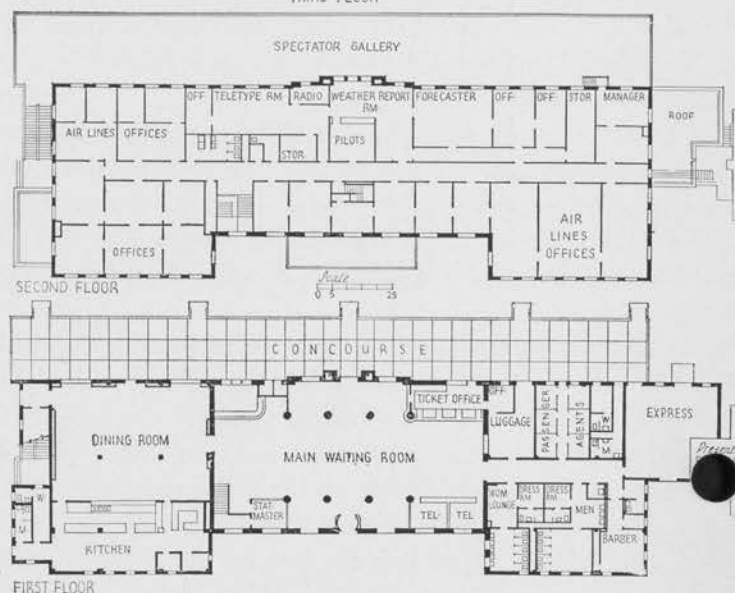 THIRD FLOOR
SPECTATOR GALLERY
OFF TELETYPE RM RADIO WEATHER REPORT RM FORECASTER OFF OFF STOR MANAGER
ROOF
AIR LINES OFFICES
PILOTS
STOR
OFFICES
AIR
LINES
OFFICES
SECOND FLOOR
Scale
0 5 25
CONCOURSE
TICKET OFFICE
OFF
LUGGAGE
PASSENGER
AGENTS
W
M
EXPRESS
Present
DINING ROOM
MAIN WAITING ROOM
W
M
STAT.
MASTER
TEL
TEL
WOM
LOUNGE
DRESS
RM
DRESS
RM
MEN
BARBER
KITCHEN
FIRST FLOOR